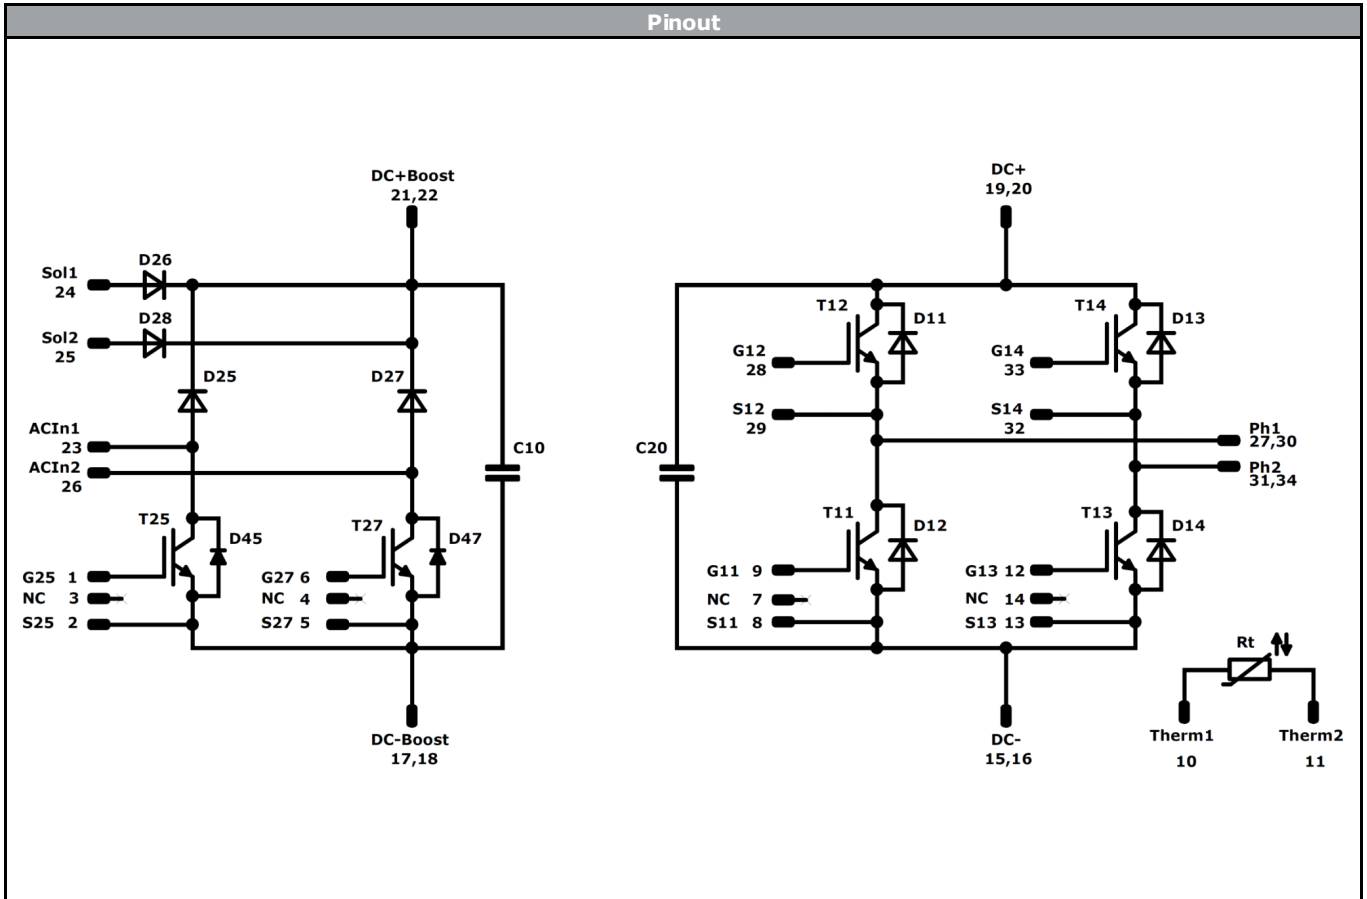 Pinout
DC+Boost
21,22
Sol1
24
D26
Sol2
25
D28
D25
D27
ACIn1
23
ACIn2
26
C10
T25
D45
T27
D47
G25 1
NC 3
S25 2
G27 6
NC 4
S27 5
DC-Boost
17,18
DC+
19,20
T12
D11
T14
D13
G12
28
G14
33
S12
29
S14
32
Ph1
27,30
Ph2
31,34
C20
T11
D12
T13
D14
G11 9
NC 7
S11 8
G13 12
NC 14
S13 13
DC-
15,16
Rt
Therm1
10
Therm2
11